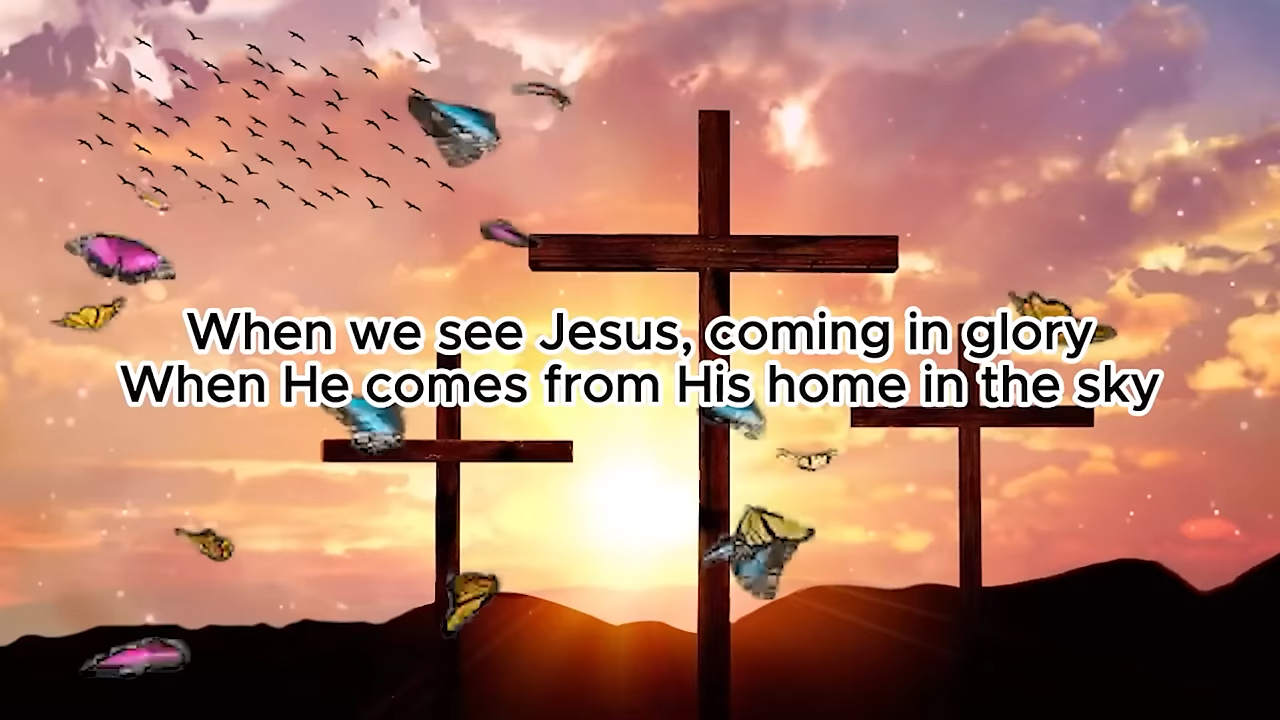 When we see Jesus, coming in glory
When He comes from His home in the sky